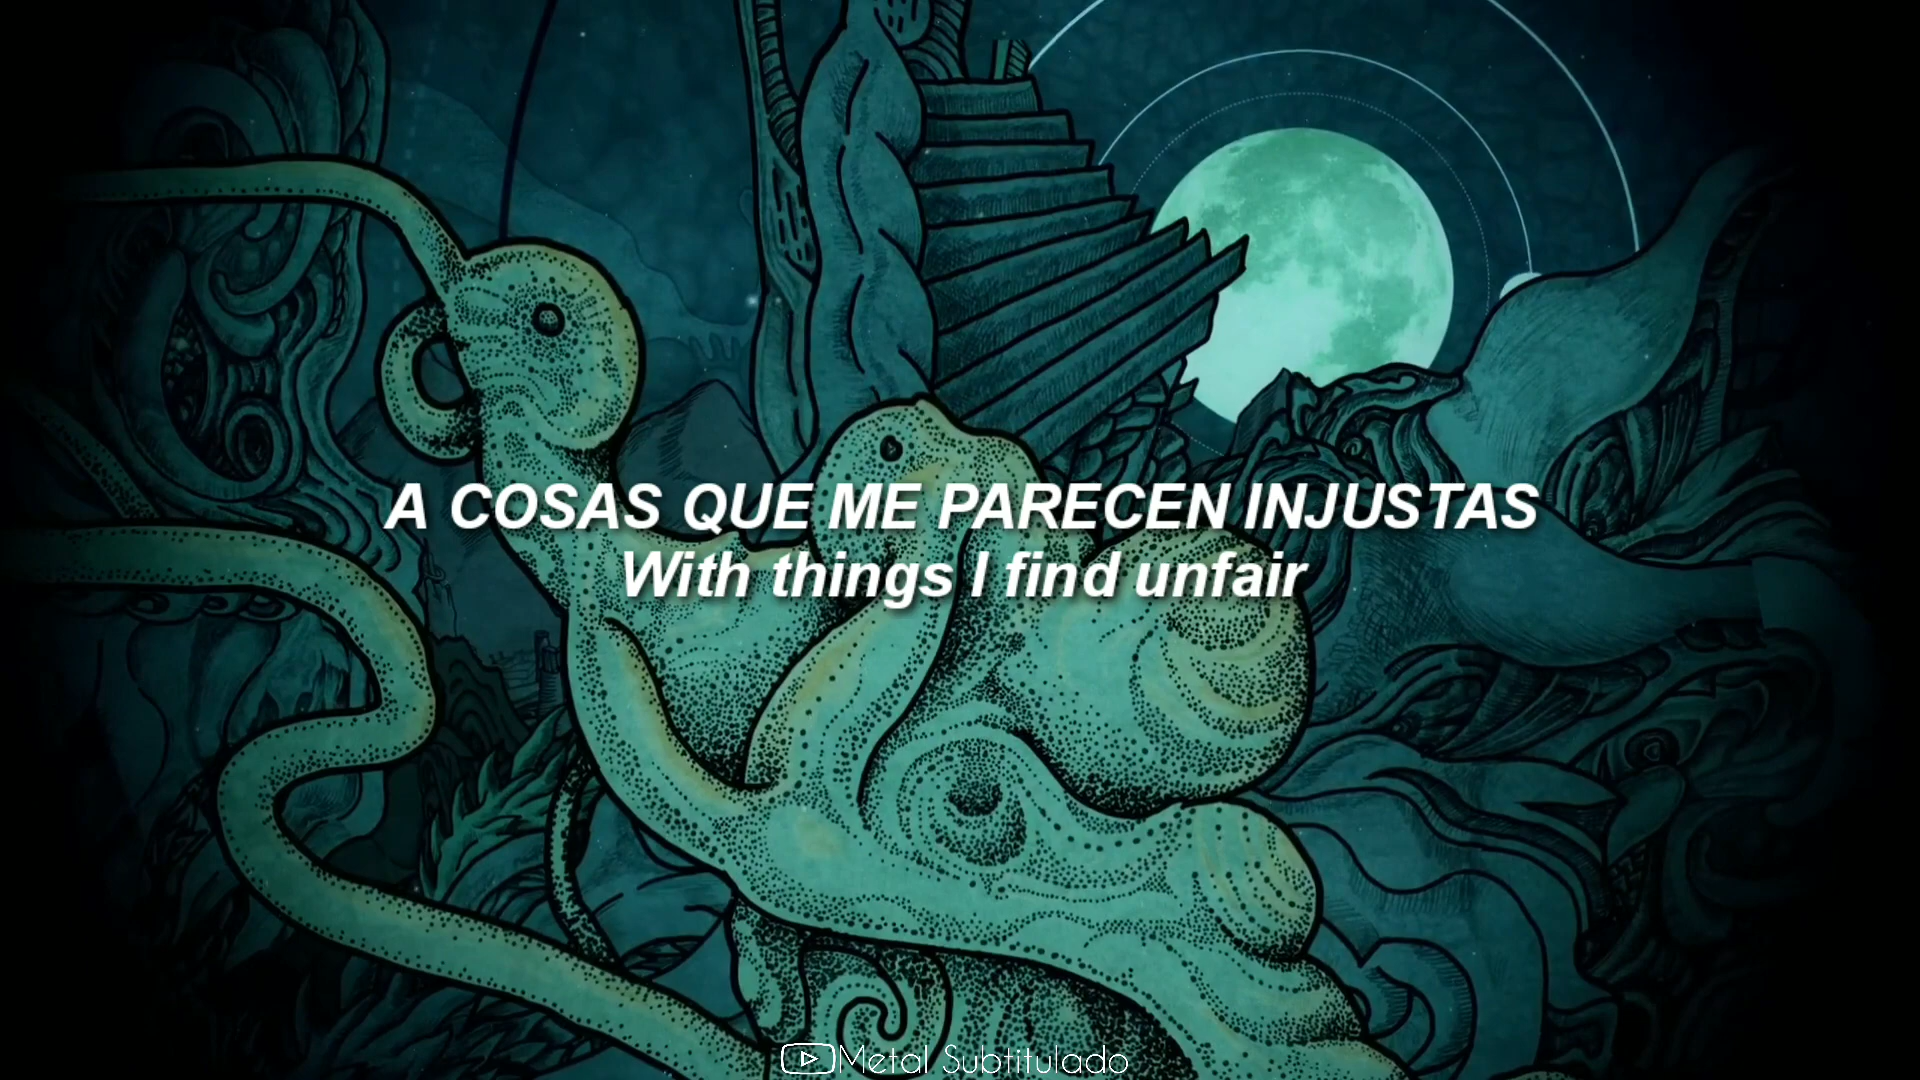 A COSAS QUE ME PARECEN INJUSTAS
With things I find unfair
Metal Subtitulado